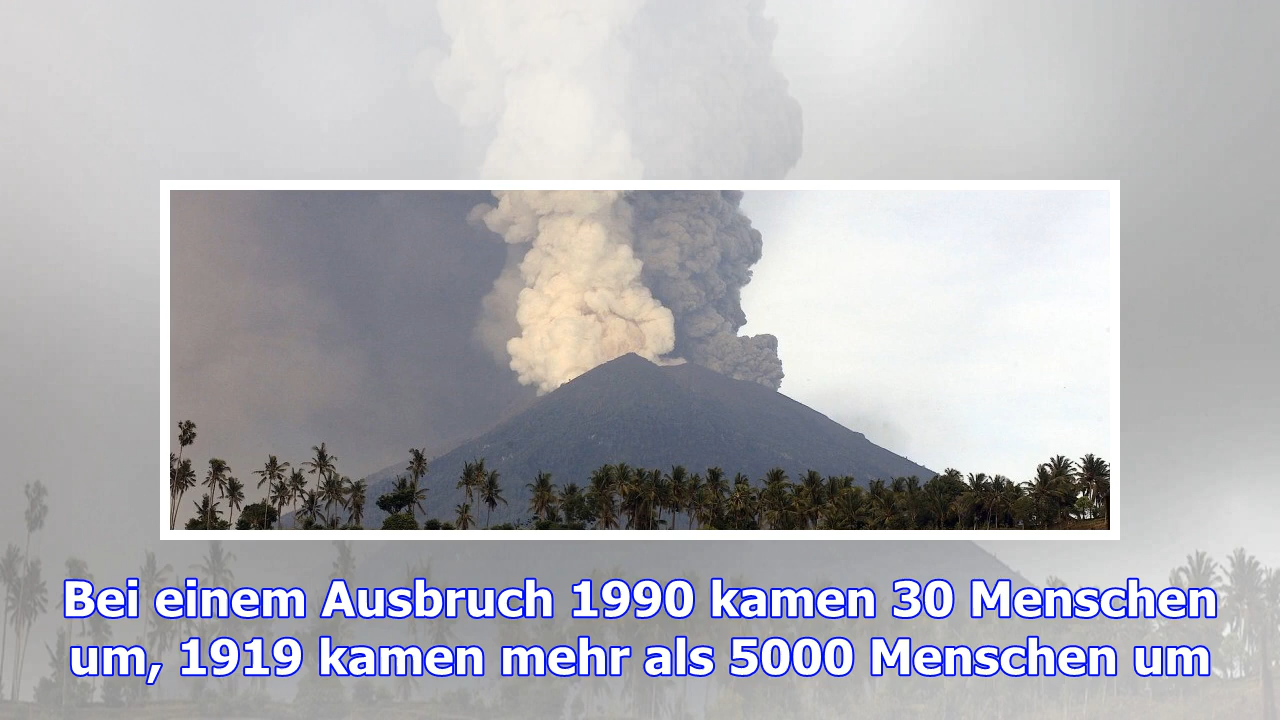 Bei einem Ausbruch 1990 kamen 30 Menschen
um, 1919 kamen mehr als 5000 Menschen um